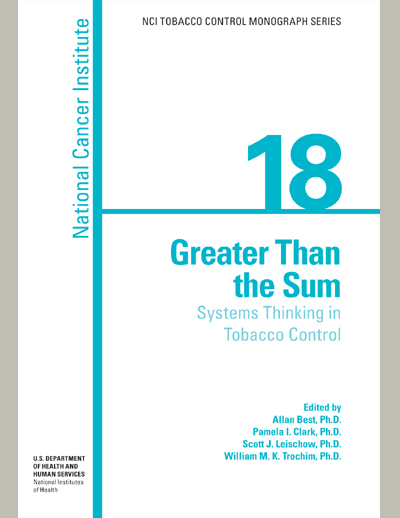 NCI TOBACCO CONTROL MONOGRAPH SERIES
National Cancer Institute
18
Greater Than
the Sum
Systems Thinking in
Tobacco Control
Edited by
Allan Best, Ph.D.
Pamela I. Clark, Ph.D.
Scott J. Leischow, Ph.D.
William M. K. Trochim, Ph.D.
U.S. DEPARTMENT
OF HEALTH AND
HUMAN SERVICES
National Institutes
of Health